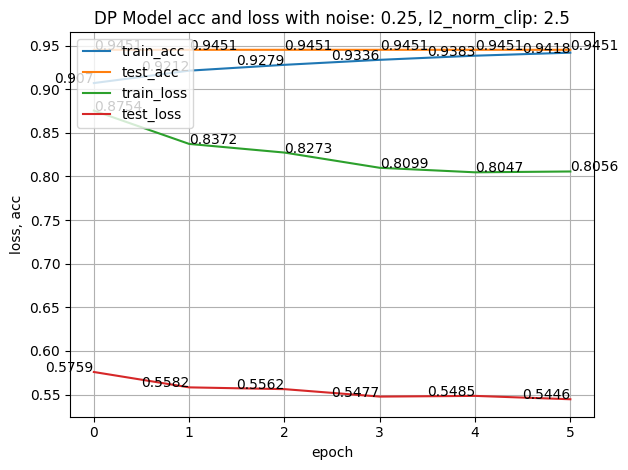 DP Model acc and loss with noise: 0.25, l2_norm_clip: 2.5
0.95
0.90
0.85
0.80
0.75
0.70
0.65
0.60
0.55
loss, acc
train_acc
test_acc
train_loss
test_loss
0.9451 0.9451 0.9451 0.9451 0.9451 0.9451
0.907 0.9212 0.9279 0.9336 0.9383 0.9418
0.8754 0.8372 0.8273 0.8099 0.8047 0.8056
0.5759 0.5582 0.5562 0.5477 0.5485 0.5446
0 1 2 3 4 5
epoch